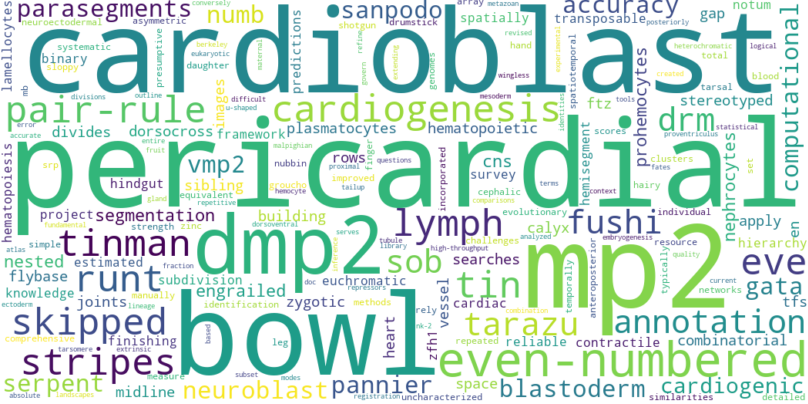 parasegments numb sanpodo accuracy
neuroectodermal asymmetric array drumstick transposable gap notum
cardioblast
lamellocytes systematic binary sloppy presumptive eukaryotic daughter maternal predictions shotgun refine govern extending genomes spatially hand revised metazoan conversely posteriorly
wingless berkeley experimental spatiotemporal heterochromatic total blood logical tarsal created computational
mb outline u-shaped difficult mesoderm identities tools statistical
pair-rule images cardiogenesis ftz prohemocytes drm stereotyped
error divisions accurate divides dorsocross framework plasmatocytes hematopoietic scores proventriculus
entire fruit malpighian finger questions
pericardial
hematopoiesis srp gland hindgut vmp2 nubbin rows cns survey clusters fates set
sibling groucho improved proximal tailup incorporated cephalic context hairy hemisegment nephrocytes
equivalent repetitive hemocyte terms comparisons
project segmentation building lymph evolutionary individual apply en
fundamental strength zinc dorsoventral calyx fushi
atlas simple tinman dmp2 challenges analyzed resource hierarchy
nested estimated serves tubule library high-throughput searches sob tin mp2 embryogenesis quality eve
flybase runt subdivision fraction euchromatic doc repressors temporally anteroposterior typically current networks gata
knowledge engrailed vessel cardiac tfs
ectoderm joints manually identification zygotic methods rely
lineage skipped bowl heart zfh1 nk-2 tarazu annotation
comprehensive finishing based leg combination repeated reliable contractile combinatorial
stripes tarsomere extrinsic even-numbered
serpent measure subset pannier space similarities cardiogenic
absolute landscapes midline neuroblast modes registration uncharacterized blastoderm detailed